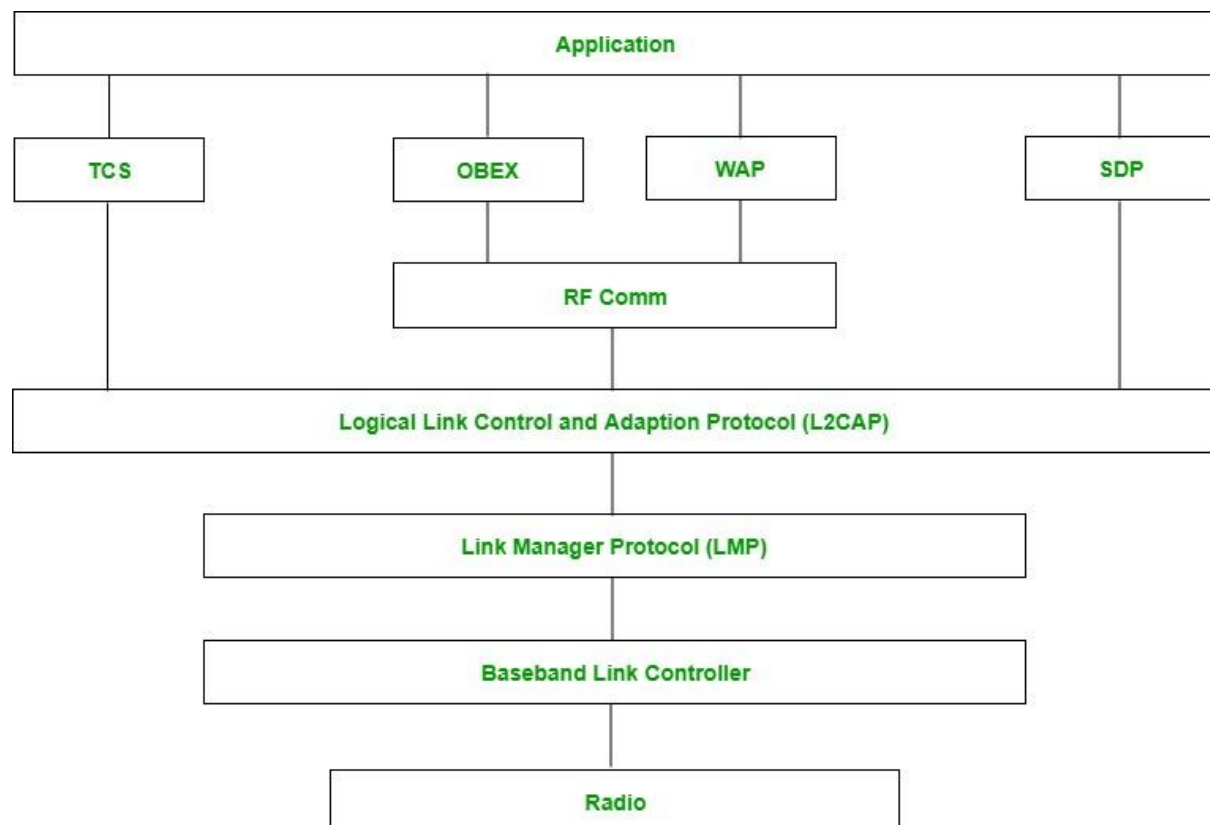 Application
TCS
OBEX
WAP
SDP
RF Comm
Logical Link Control and Adaption Protocol (L2CAP)
Link Manager Protocol (LMP)
Baseband Link Controller
Radio